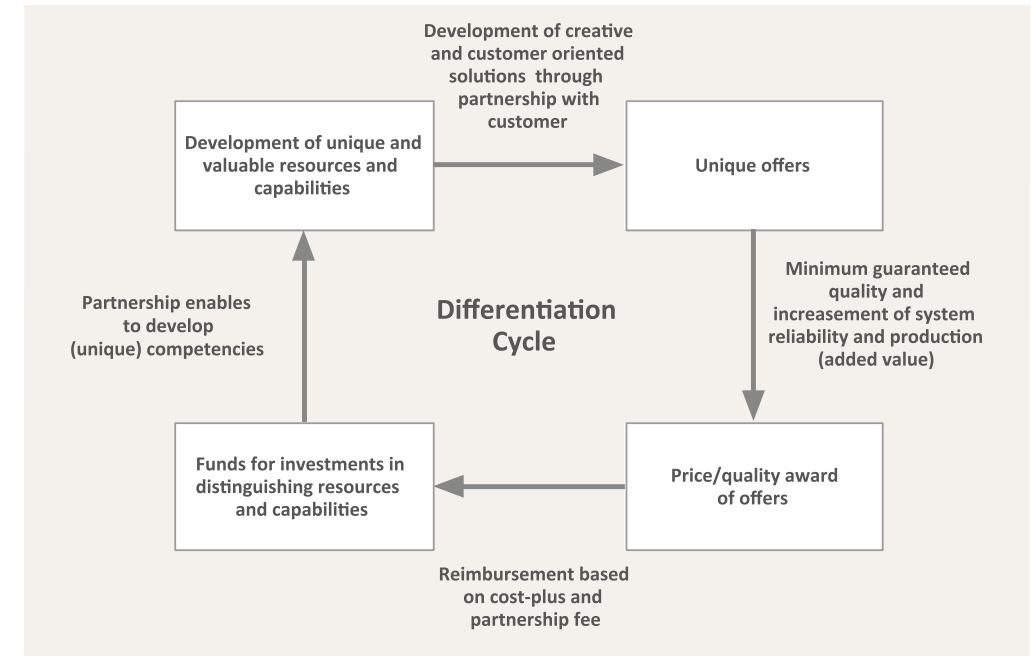 Development of creative
and customer oriented
solutions through
partnership with
customer
Development of unique and
valuable resources and
capabilities
Unique offers
Minimum guaranteed
quality and
increasement of system
reliability and production
(added value)
Partnership enables
to develop
(unique) competencies
Differentiation
Cycle
Funds for investments in
distinguishing resources
and capabilities
Price/quality award
of offers
Reimbursement based
on cost-plus and
partnership fee